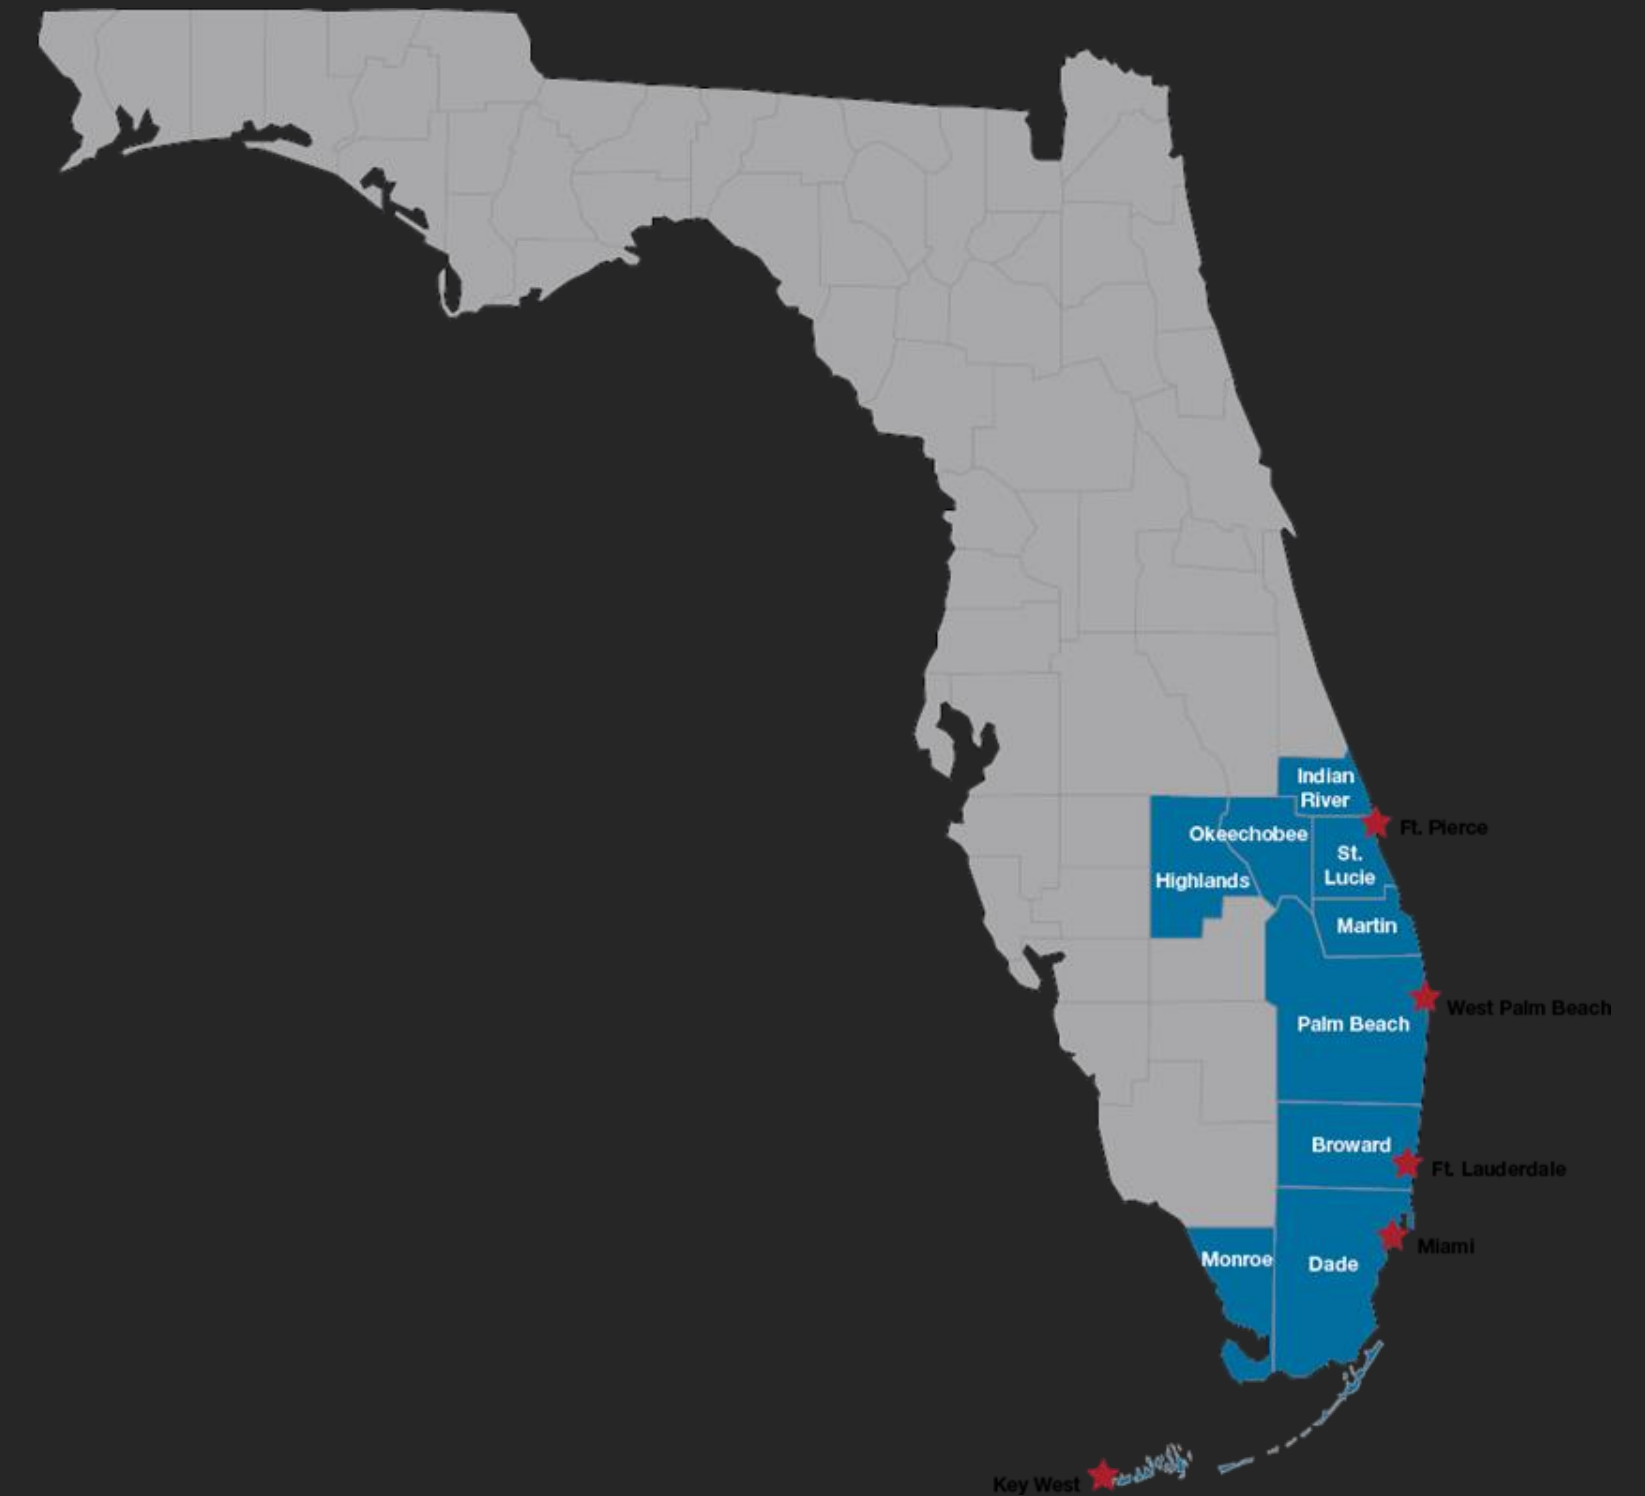 Indian
River
Ft. Pierce
Okeechobee
St.
Lucie
Highlands
Martin
West Palm Beach
Palm Beach
Broward
Ft. Lauderdale
Miami
Monroe
Dade
Key West